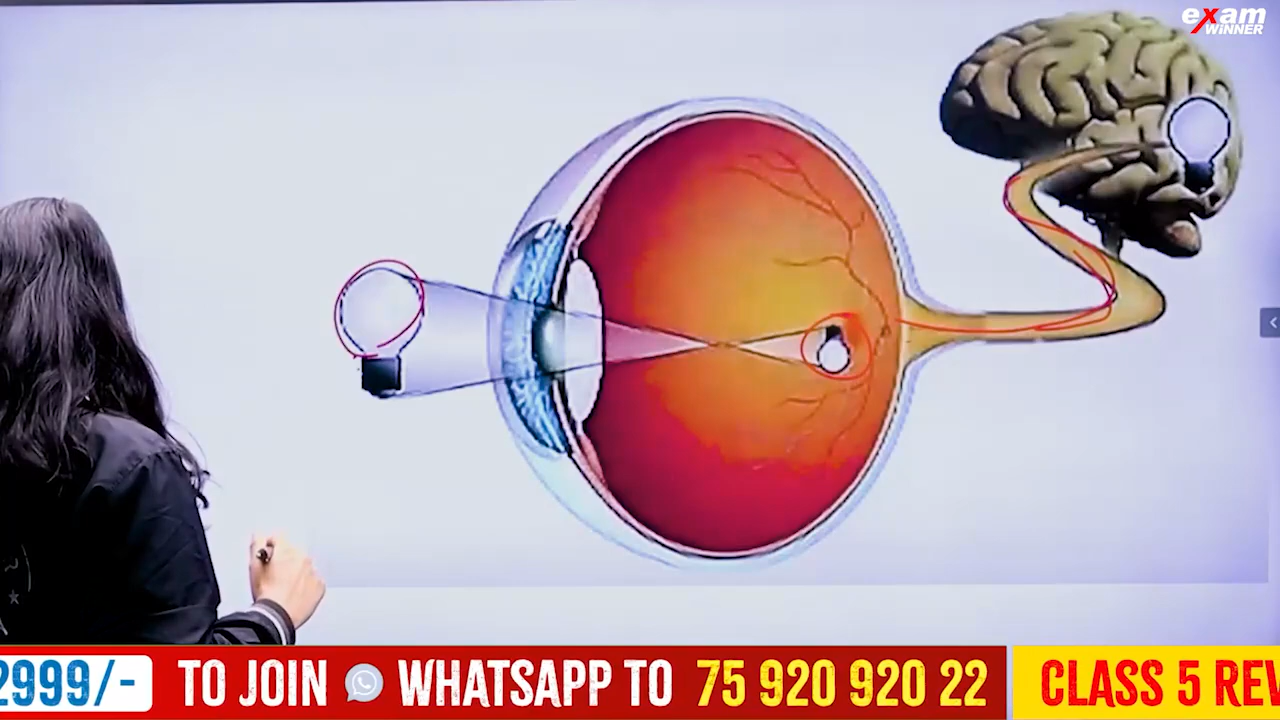 exam
WiNNER
2999/-
TO JOIN WHATSAPP TO 75 920 920 22
CLASS 5 REV